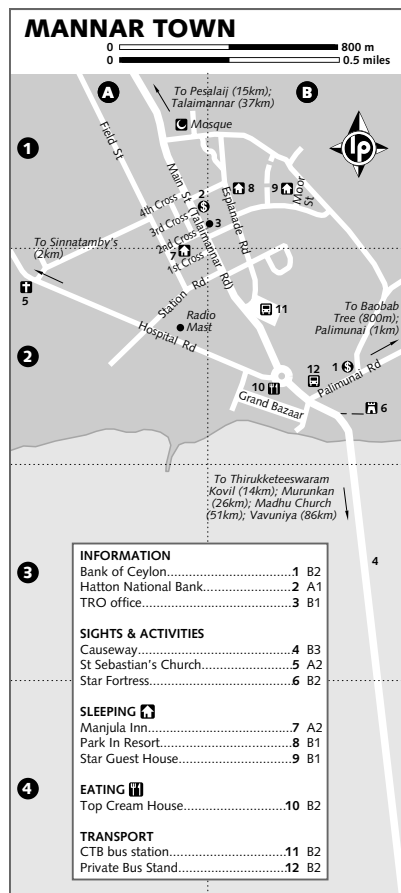 MANNAR TOWN
0 800 m
0 0.5 miles
A
B
To Pesalaij (15km);
Talaimannar
(37km)
Mosque
1
Field St
Main St (Talaimannar Rd)
Esplanade Rd
Moor St
4th Cross
3rd Cross
2nd Cross
1st Cross
2
8
9
3
7
lp
To Sinnatamby's
(2km)
5
Station Rd
Radio
Mast
Hospital Rd
11
To Baobab
Tree (800m);
Palimunai (1km)
2
12
1
Palimunai Rd
10
Grand Bazaar
6
To Thirukketeeswaram
Kovil (14km); Murunkan
(26km); Madhu Church
(51km); Vavuniya (86km)
4
3
INFORMATION
Bank of Ceylon.............................1 B2
Hatton National Bank...................2 A1
TRO office.....................................3 B1
SIGHTS & ACTIVITIES
Causeway......................................4 B3
St Sebastian's Church...................5 A2
Star Fortress..................................6 B2
SLEEPING
Manjula Inn..................................7 A2
Park In Resort...............................8 B1
Star Guest House..........................9 B1
4
EATING
Top Cream House.......................10 B2
TRANSPORT
CTB bus station...........................11 B2
Private Bus Stand........................12 B2